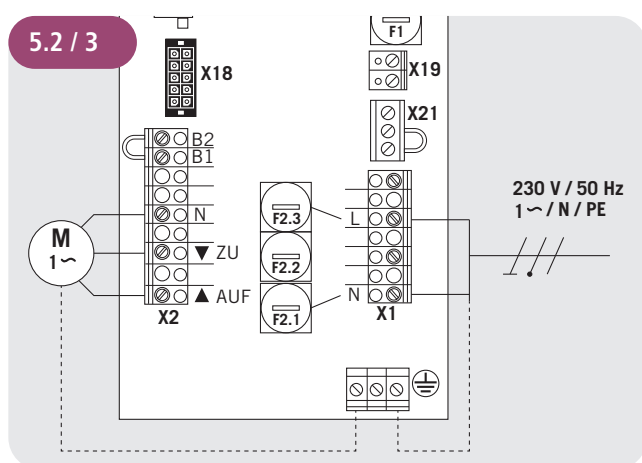 5.2 / 3
F1
X18
X19
X21
B2
B1
N
M
1~
ZU
AUF
X2
F2.3
F2.2
F2.1
L
N
X1
230 V / 50 Hz
1~/ N / PE